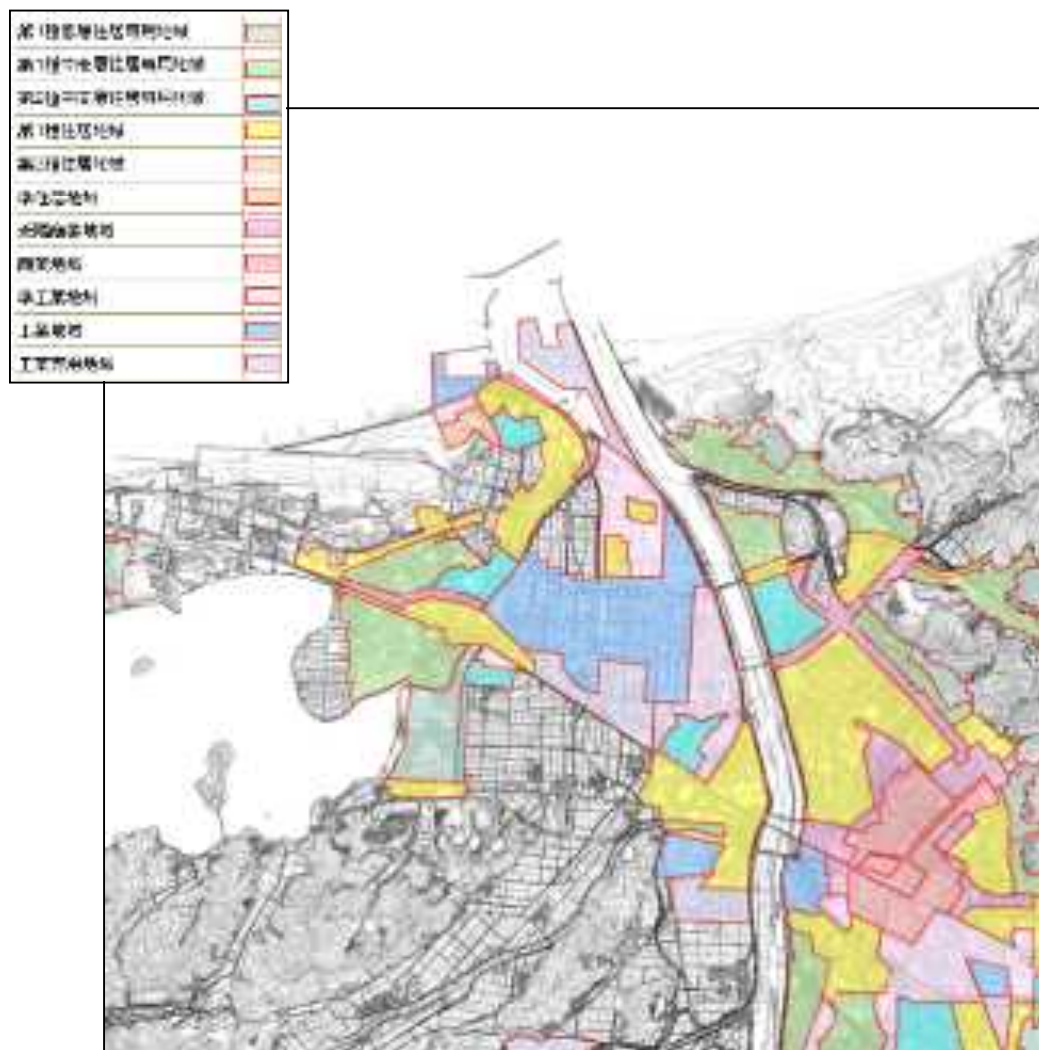 第1種低層住居専用地域
第1種中高層住居専用地域
第2種中高層住居専用地域
第1種住居地域
第2種住居地域
準住居地域
近隣商業地域
商業地域
準工業地域
工業地域
工業専用地域